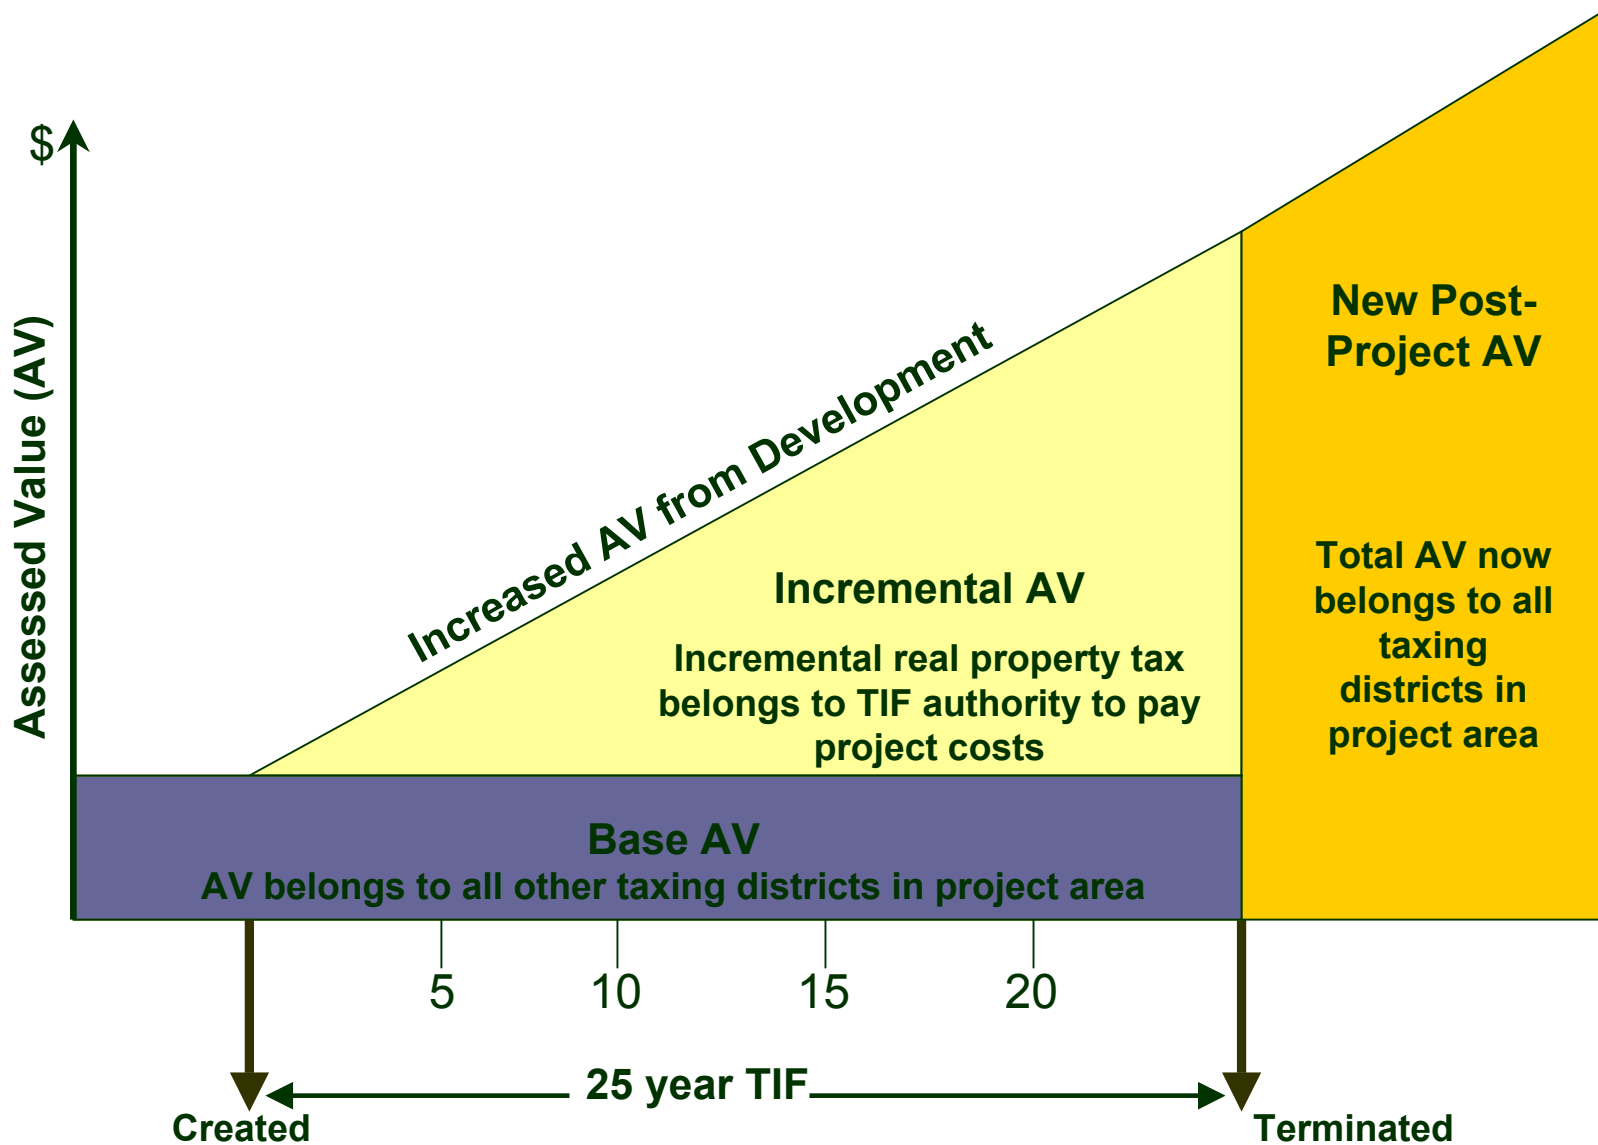 $
Assessed Value (AV)
Increased AV from Development
New Post-
Project AV
Total AV now
belongs to all
taxing
districts in
project area
Incremental AV
Incremental real property tax
belongs to TIF authority to pay
project costs
Base AV
AV belongs to all other taxing districts in project area
5 10 15 20
25 year TIF
Created
Terminated